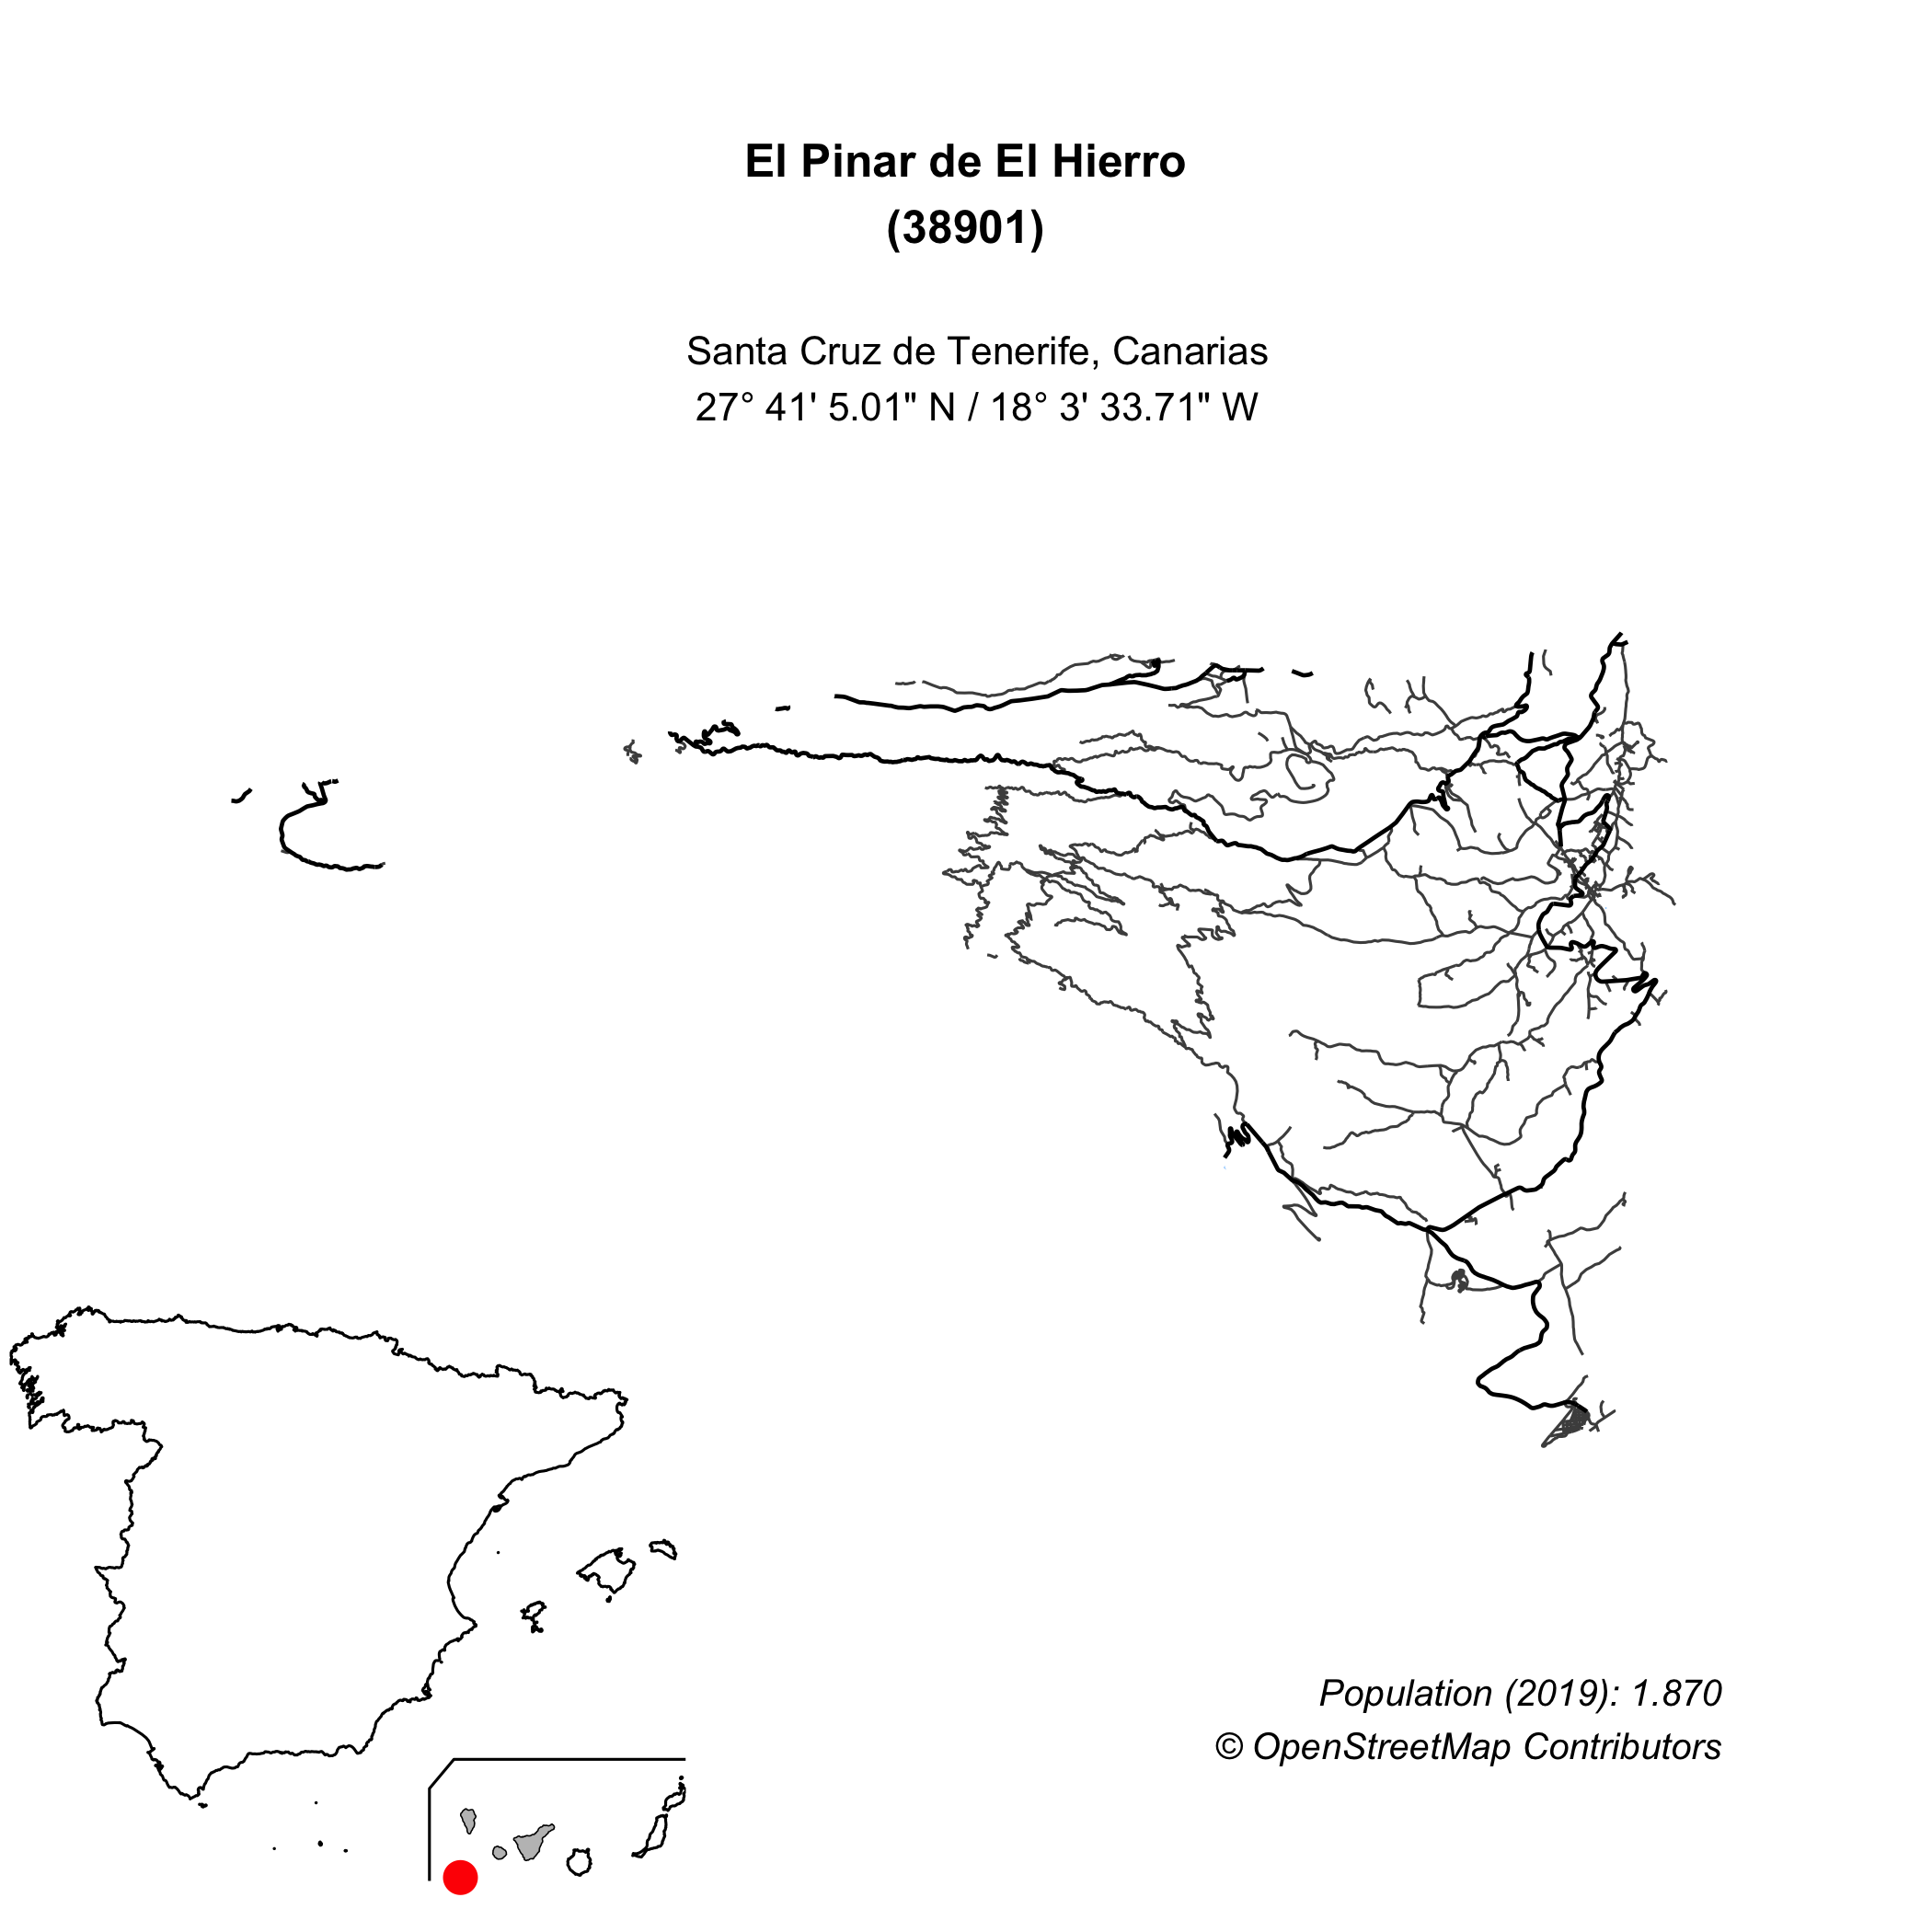 El Pinar de El Hierro
(38901)
Santa Cruz de Tenerife, Canarias
27° 41' 5.01" N / 18° 3' 33.71" W
Population (2019): 1.870
© OpenStreetMap Contributors